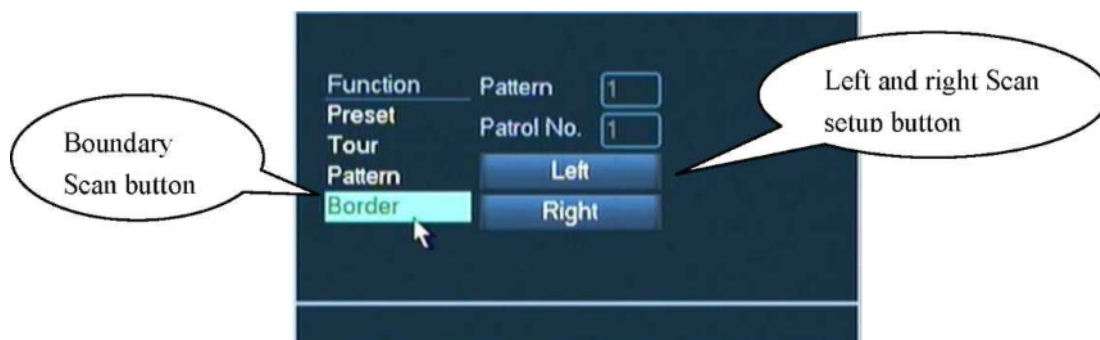 Boundary
Scan button
Function
Preset
Tour
Pattern
Border
Pattern 1
Patrol No. 1
Left
Right
Left and right Scan
setup button